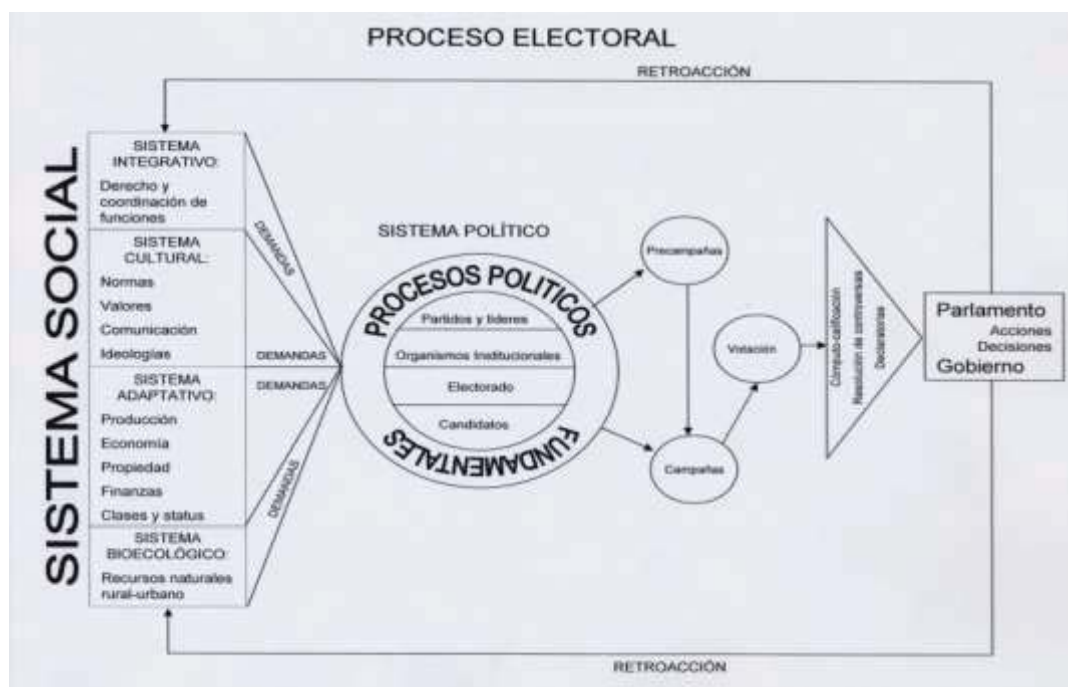 PROCESO ELECTORAL
RETROACCIÓN
SISTEMA SOCIAL
SISTEMA
INTEGRATIVO:
Derecho y
coordinación de
funciones
SISTEMA
CULTURAL:
Normas
Valores
Comunicación
Ideologías
SISTEMA
ADAPTATIVO:
Producción
Economía
Propiedad
Finanzas
Clases y status
SISTEMA
BIOECOLÓGICO:
Recursos naturales
rural-urbano
DEMANDAS
DEMANDAS
DEMANDAS
DEMANDAS
SISTEMA POLÍTICO
PROCESOS POLITICOS
Partidos y líderes
Organismos Institucionales
Electorado
Candidatos
FUNDAMENTALES
Precampañas
Votación
Campañas
Cómputo-calificación
Resolución de controversias
Declaratorias
Parlamento
Acciones
Decisiones
Gobierno
RETROACCIÓN